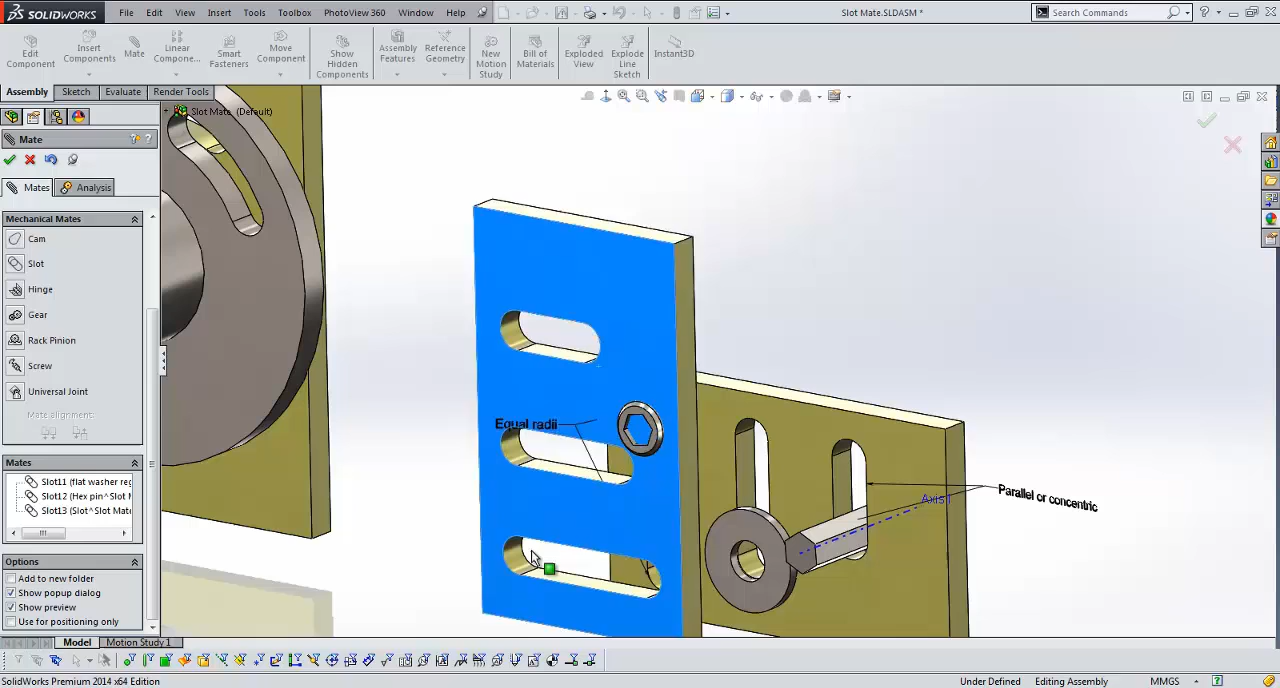 SOLIDWORKS File Edit View Insert Tools Toolbox PhotoView 360 Motion Window Help Slot Mate.SLDASM * Search Commands
Edit Component
Insert Components
Mate
Linear Compone...
Smart Fasteners
Move Component
Show Hidden Components
Assembly Features
Reference Geometry
New Motion Study
Bill of Materials
Exploded View
Explode Line Sketch
Instant3D
Assembly Sketch Evaluate Render Tools
Slot Mate (Default)
Mate
Mates Analysis
Mechanical Mates
Cam
Slot
Hinge
Gear
Rack Pinion
Screw
Universal Joint
Mate alignment:
Mates
Slot11 (flat washer reg
Slot12 (Hex pin^Slot M
Slot13 (Slot^Slot Mate
Options
Add to new folder
Show popup dialog
Show preview
Use for positioning only
Equal radii
Axis1
Parallel or concentric
Model Motion Study 1
SolidWorks Premium 2014 x64 Edition
Under Defined Editing Assembly MMGS